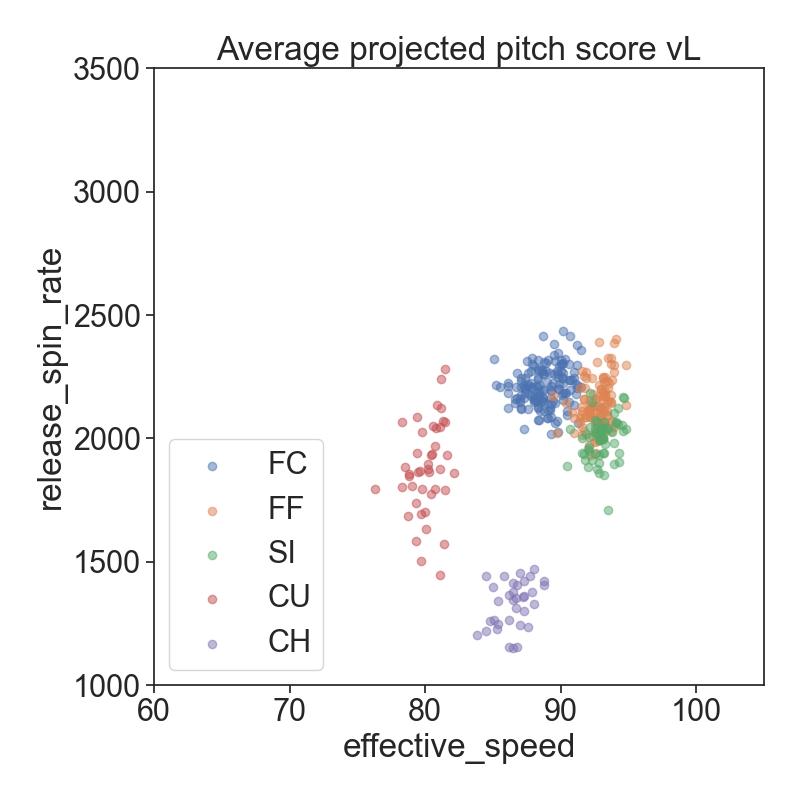 Average projected pitch score vL
3500
3000
2500
2000
1500
1000
release_spin_rate
FC
FF
SI
CU
CH
60 70 80 90 100
effective_speed